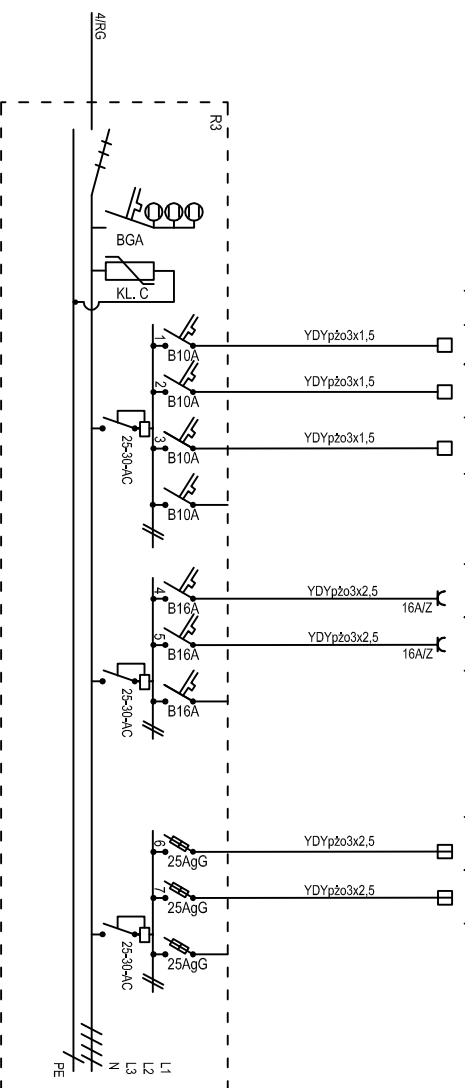 4/RG
R3
BGA
KL. C
1
B10A
YDYpżo3x1,5
2
B10A
YDYpżo3x1,5
3
B10A
YDYpżo3x1,5
25-30-AC
B10A
4
B16A
YDYpżo3x2,5
16A/Z
5
B16A
YDYpżo3x2,5
16A/Z
25-30-AC
B16A
6
25AgG
YDYpżo3x2,5
7
25AgG
YDYpżo3x2,5
25-30-AC
25AgG
L1
L2
L3
N
PE